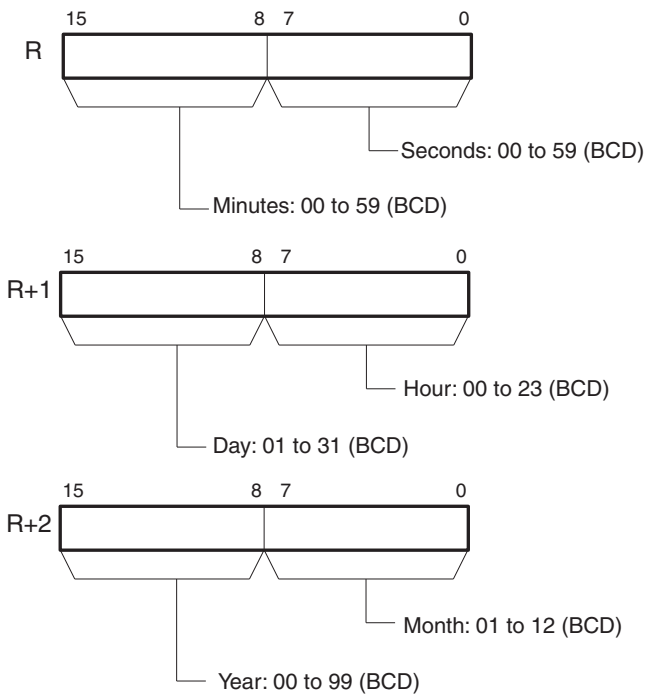 15 8 7 0
R
Seconds: 00 to 59 (BCD)
Minutes: 00 to 59 (BCD)
15 8 7 0
R+1
Hour: 00 to 23 (BCD)
Day: 01 to 31 (BCD)
15 8 7 0
R+2
Month: 01 to 12 (BCD)
Year: 00 to 99 (BCD)